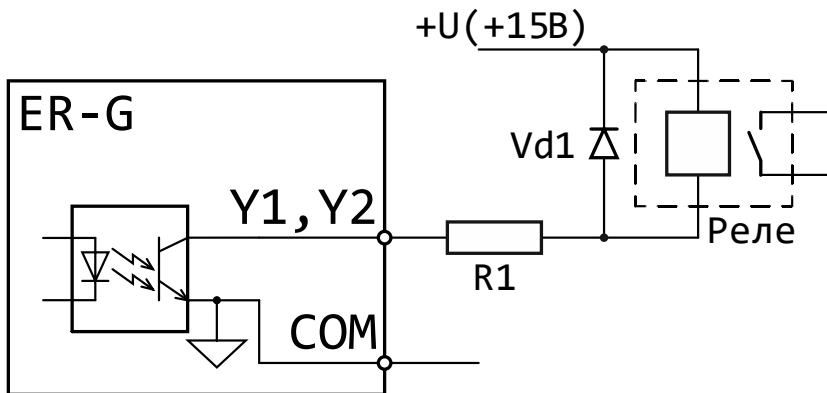 +U(+15В)
ER-G
Vd1
Y1,Y2
Реле
R1
COM